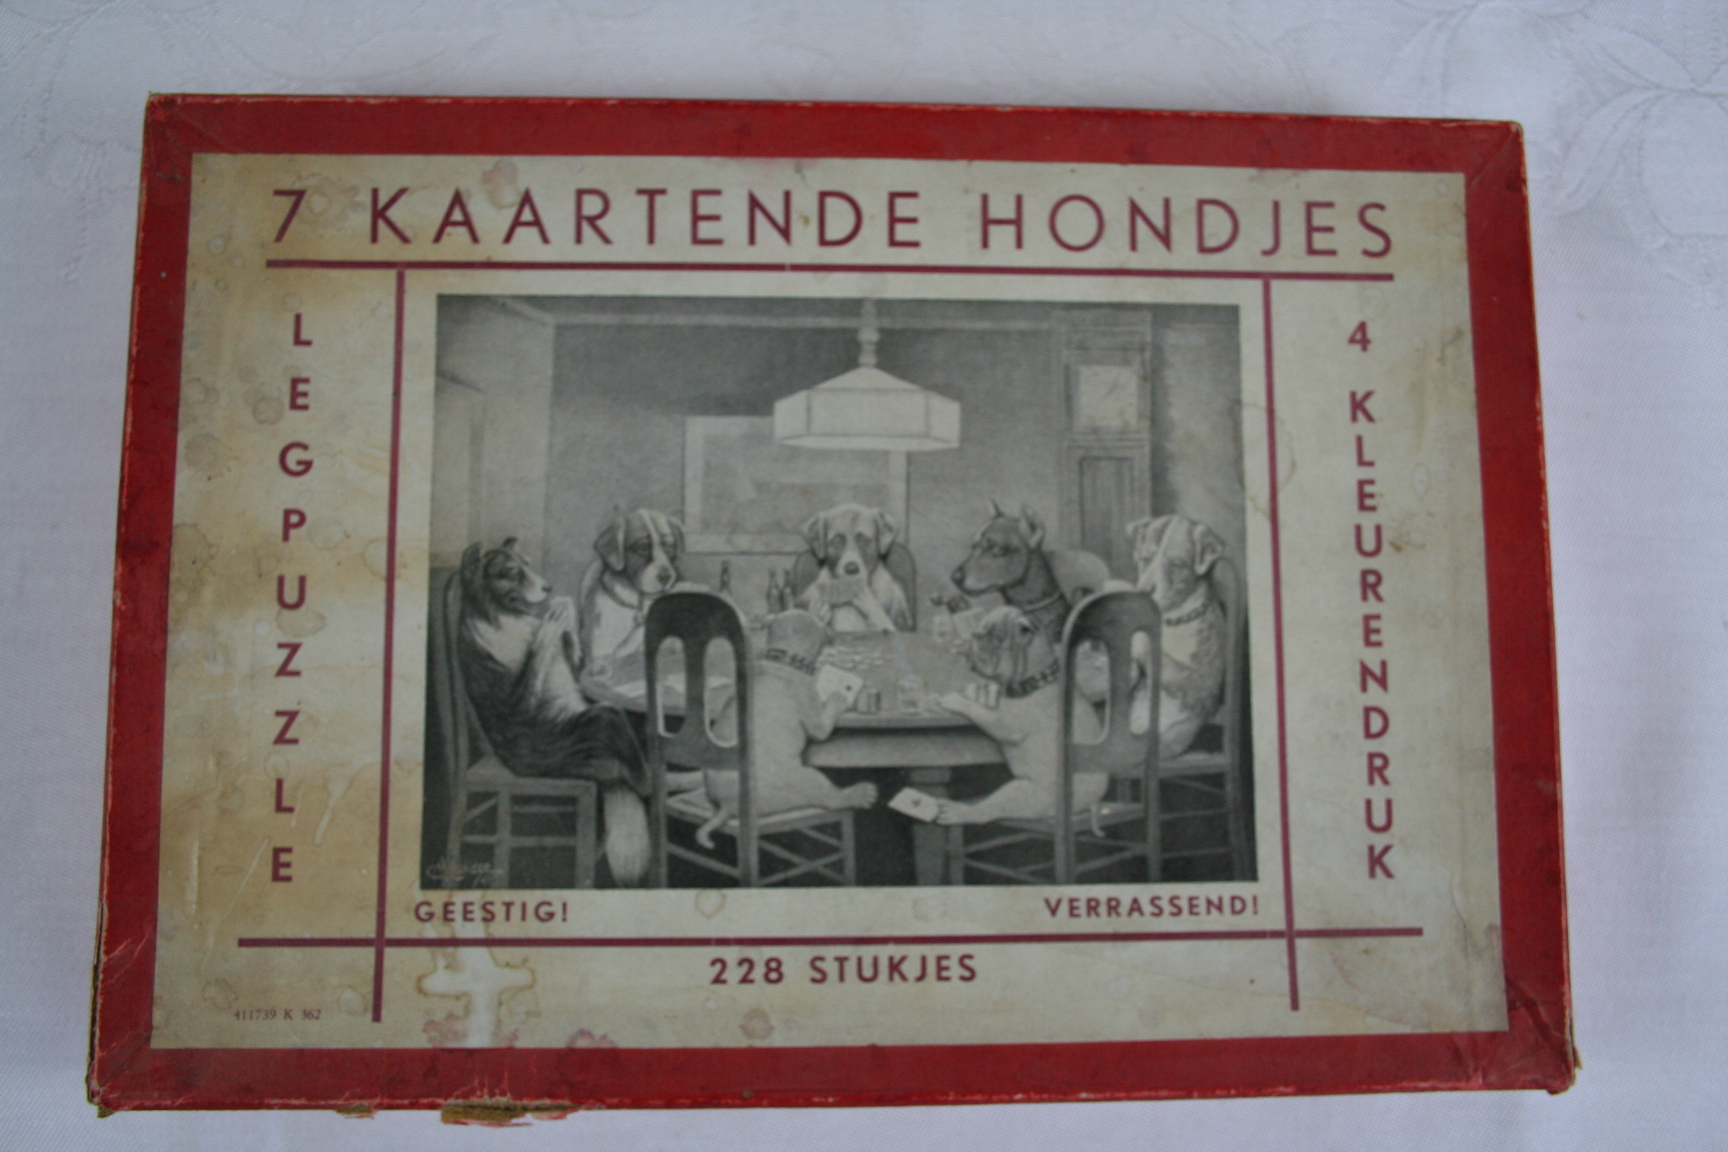 7 KAARTENDE HONDJES
LEGPUZZLE
4 KLEURENDRUK
GEESTIG!
VERRASSEND!
228 STUKJES
411739 K 362